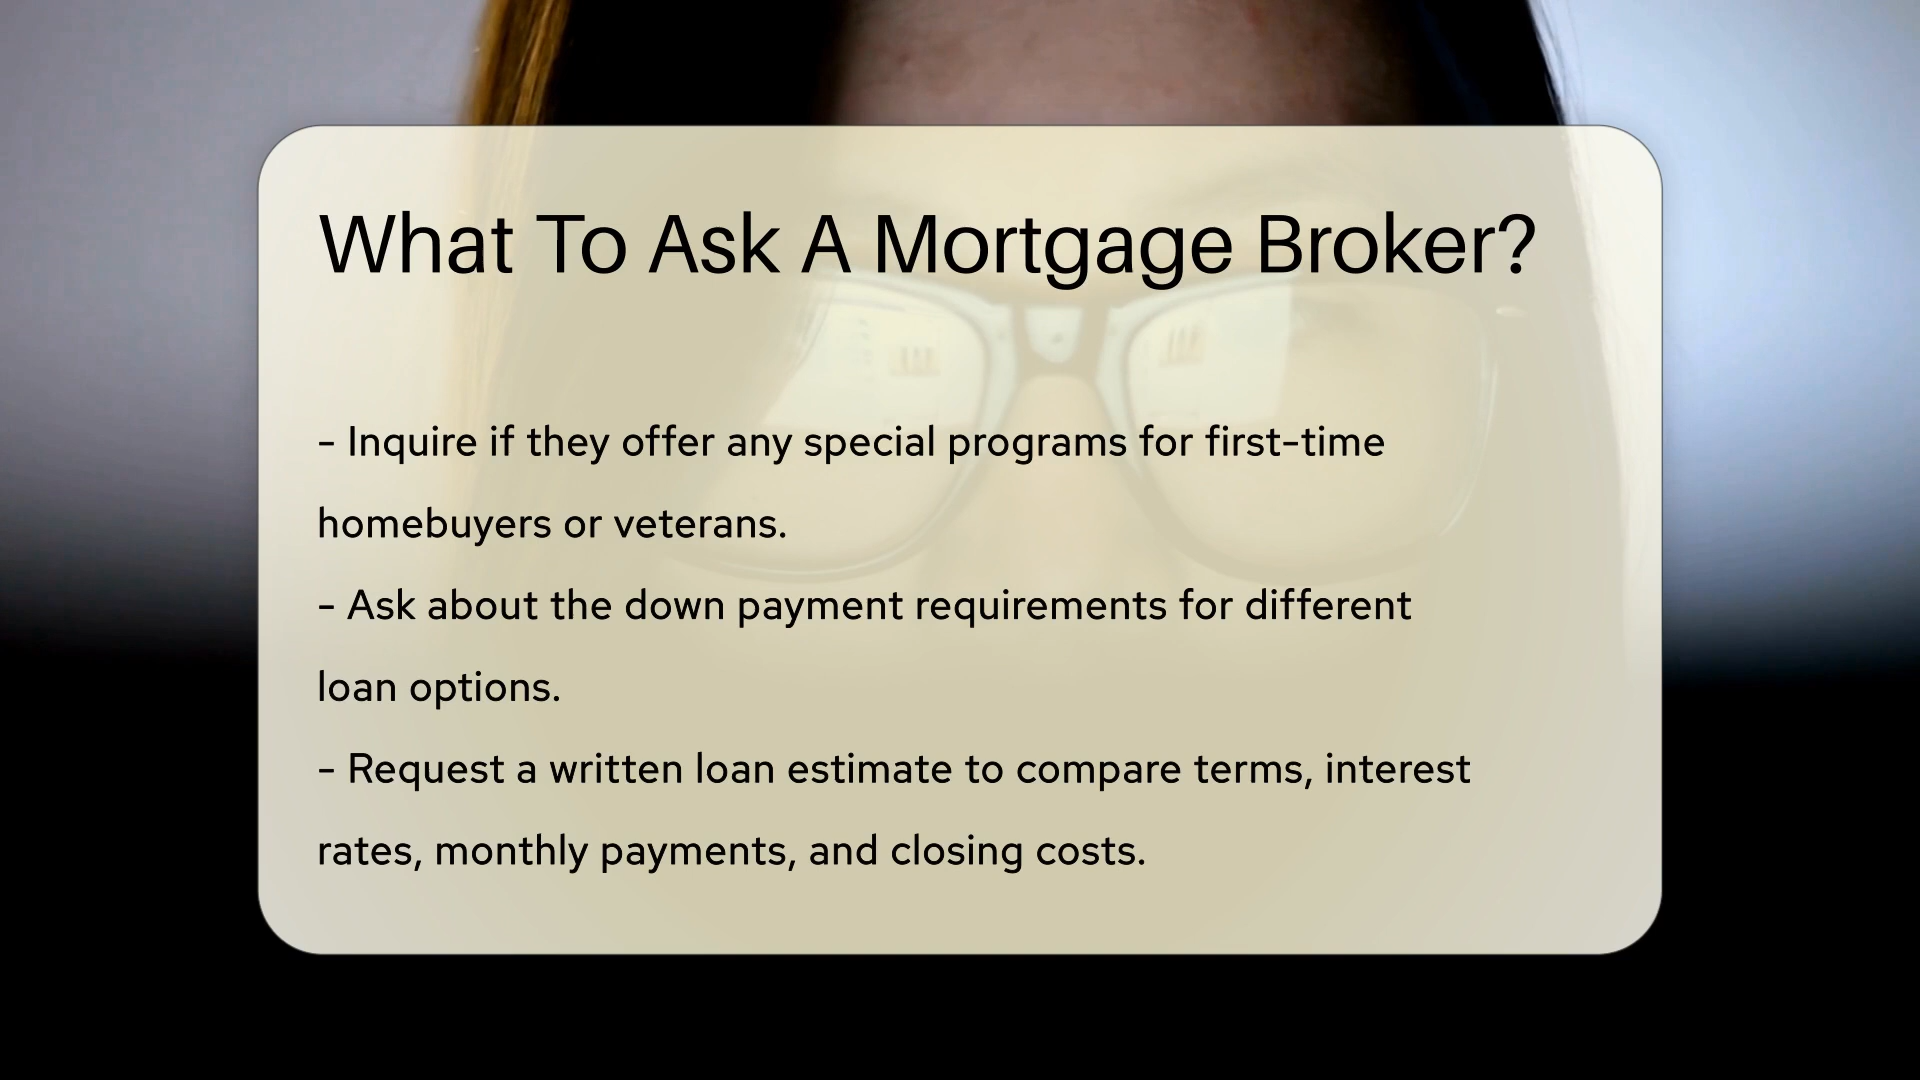 What To Ask A Mortgage Broker?
- Inquire if they offer any special programs for first-time
homebuyers or veterans.
- Ask about the down payment requirements for different
loan options.
- Request a written loan estimate to compare terms, interest
rates, monthly payments, and closing costs.